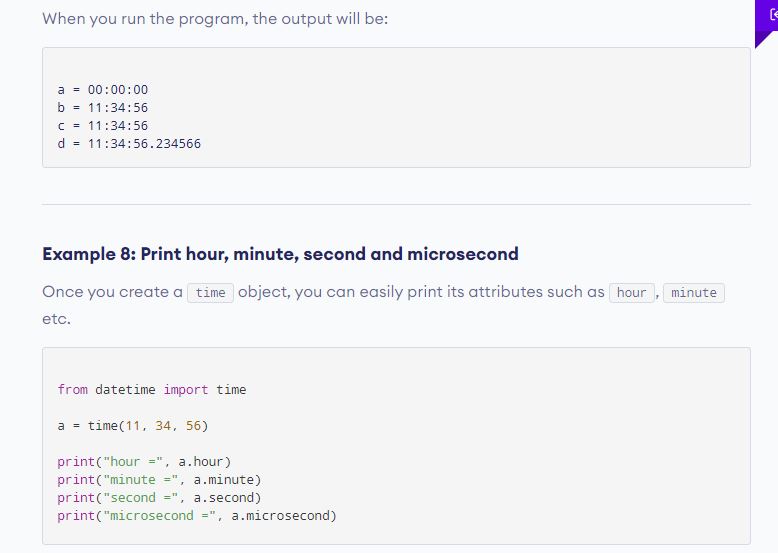 When you run the program, the output will be:
a = 00:00:00
b = 11:34:56
c = 11:34:56
d = 11:34:56.234566
Example 8: Print hour, minute, second and microsecond
Once you create a time object, you can easily print its attributes such as hour, minute
etc.
from datetime import time
a = time(11, 34, 56)
print("hour =", a.hour)
print("minute =", a.minute)
print("second =", a.second)
print("microsecond =", a.microsecond)